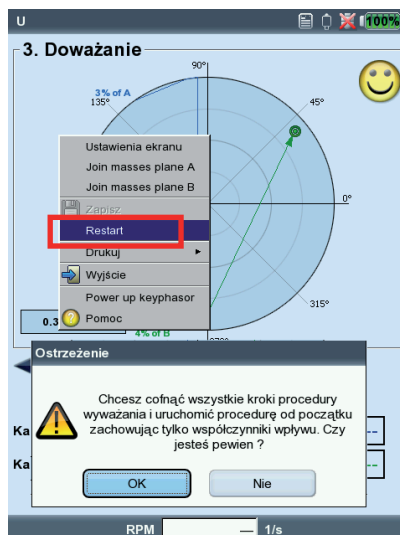 U
100%
3. Doważanie
90°
3% of A
135°
45°
Ustawienia ekranu
Join masses plane A
Join masses plane B
Zapisz
0°
Restart
Drukuj
Wyjście
Power up keyphasor
315°
0.3
Pomoc
4% of B
270°
Ostrzeżenie
Chcesz cofnąć wszystkie kroki procedury
wyważania i uruchomić procedurę od początku
Ka
zachowując tylko współczynniki wpływu. Czy
--
jesteś pewien ?
Ka
--
OK
Nie
RPM
—
1/s